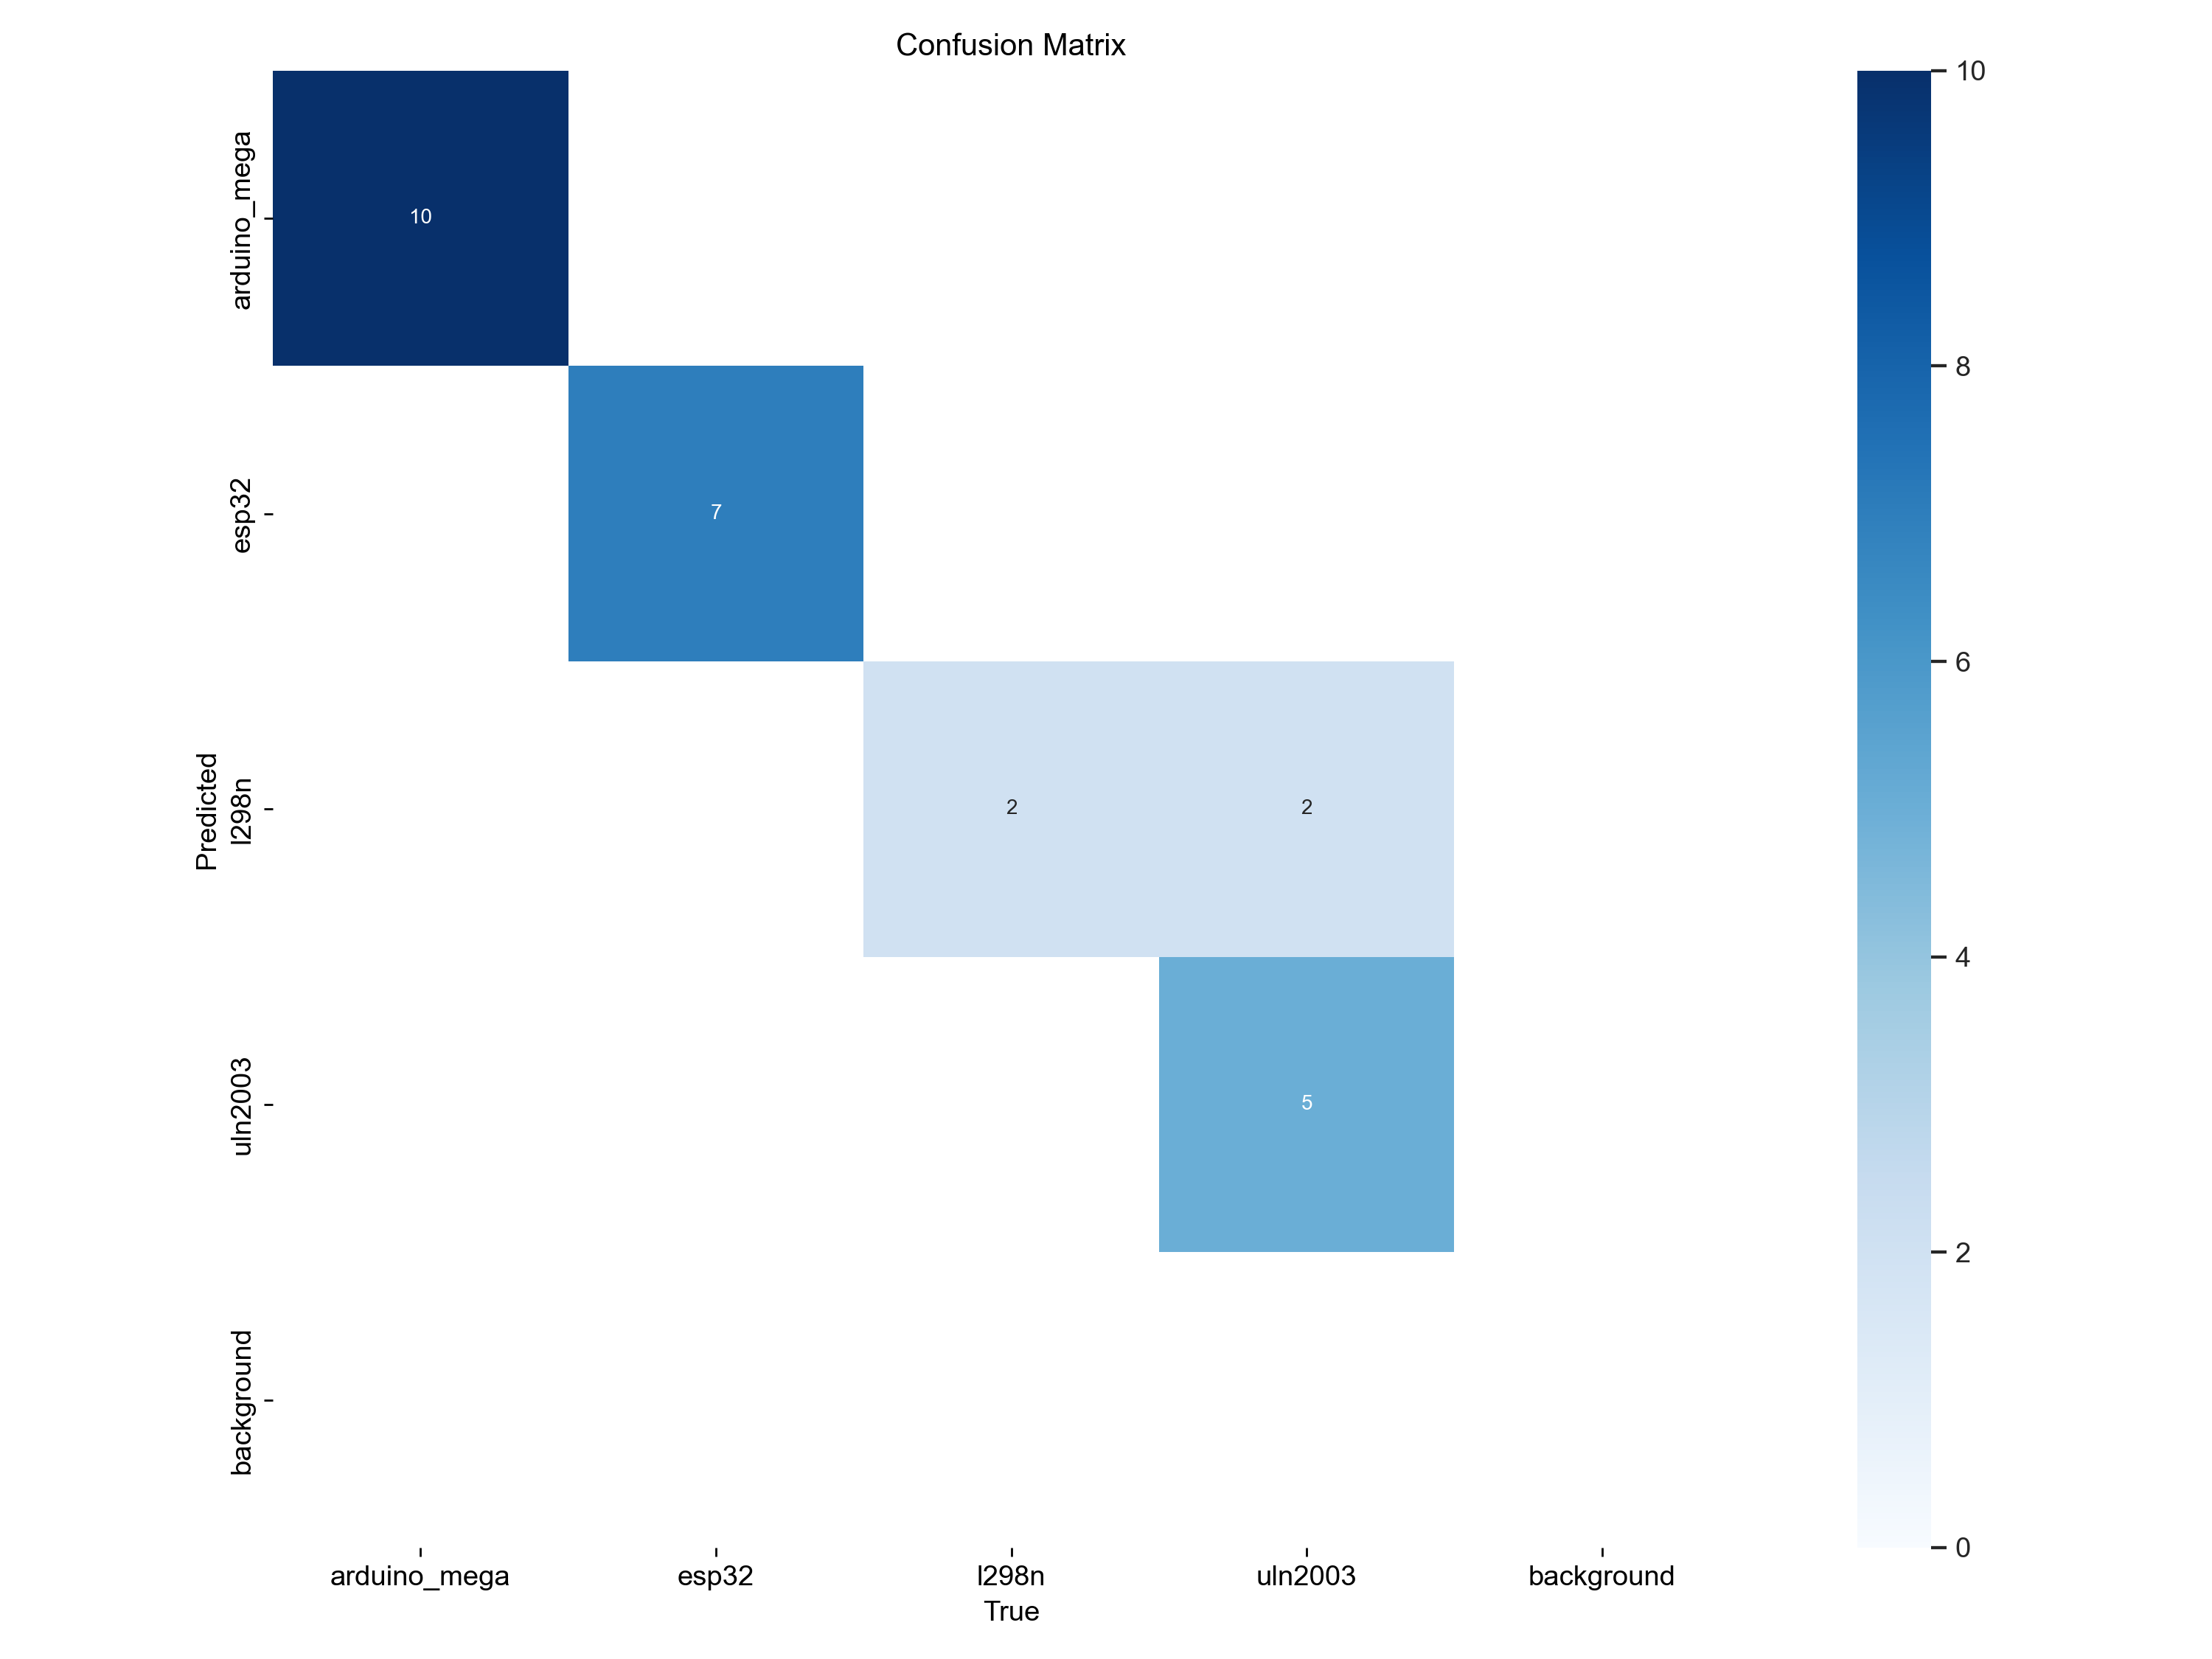 Confusion Matrix
arduino_mega
esp32
l298n
uln2003
background
Predicted
10
7
2 2
5
10
8
6
4
2
0
arduino_mega esp32 l298n uln2003 background
True